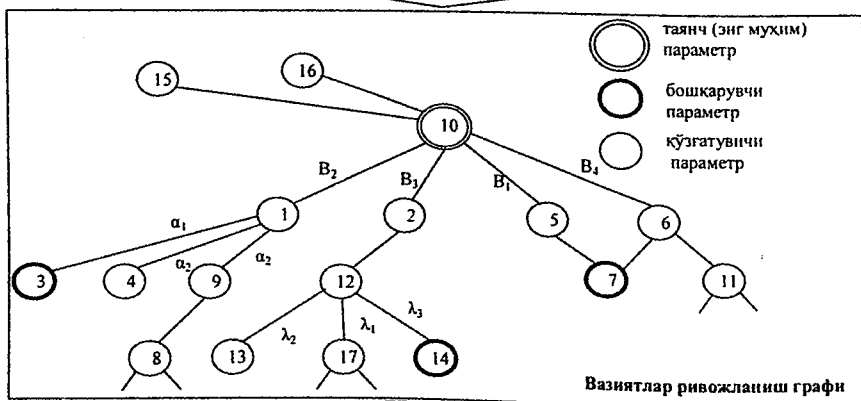 таянч (энг муҳим)
параметр
15
16
10
бошқарувчи
параметр
қўзгатувичи
параметр
B₂
B₃
B₁
B₄
1
2
5
6
α₁
α₂
α₂
3
4
9
12
7
11
λ₂
λ₁
λ₃
8
13
17
14
Вазиятлар ривожланиш графи